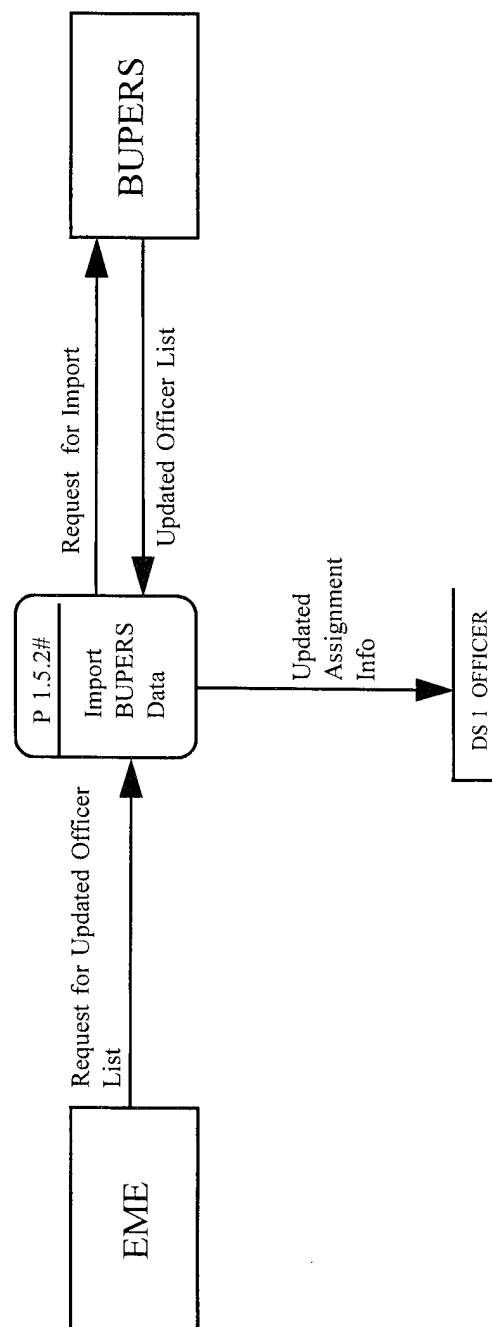 EME
Request for Updated Officer
List
P 1.5.2#
Import
BUPERS
Data
Request for Import
Updated Officer List
BUPERS
Updated
Assignment
Info
DS 1 OFFICER